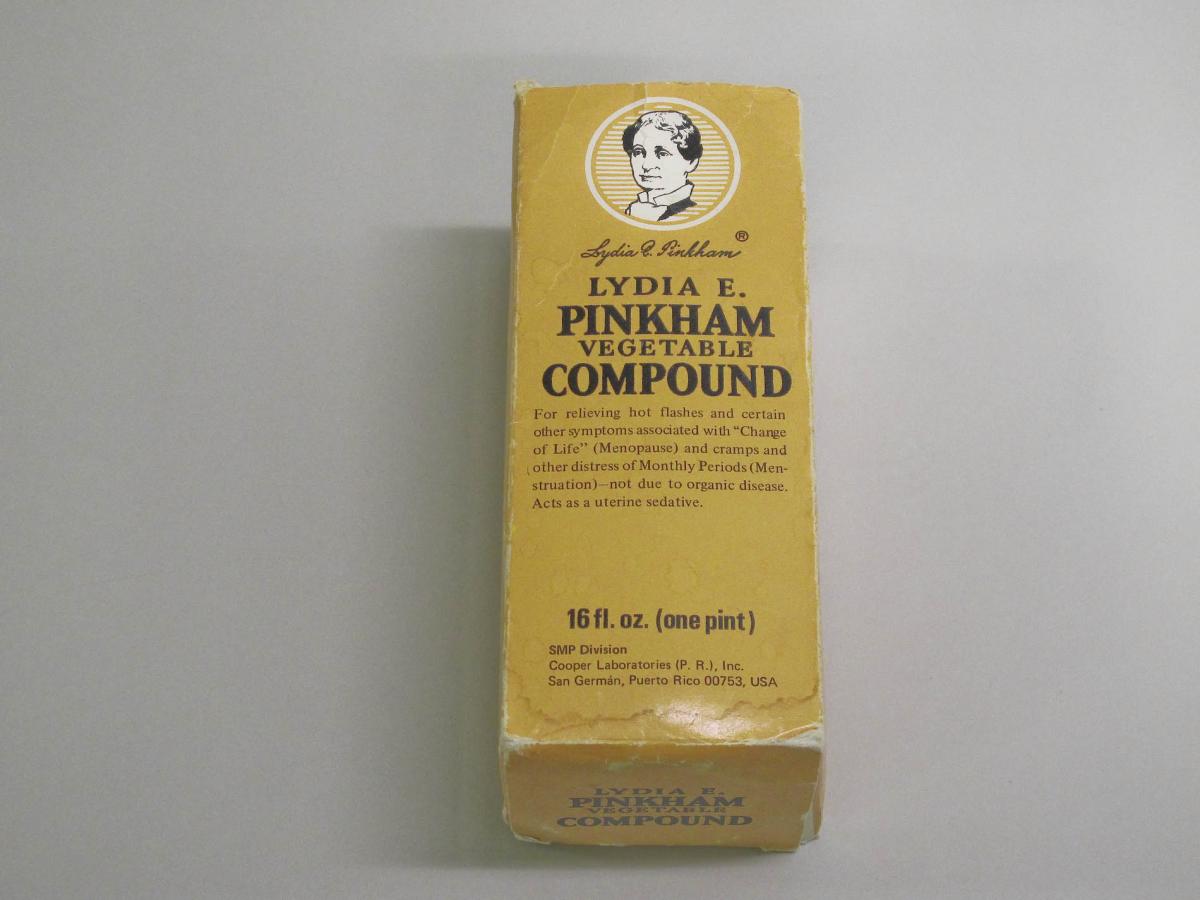 Lydia E. Pinkham ®
LYDIA E.
PINKHAM
VEGETABLE
COMPOUND
For relieving hot flashes and certain
other symptoms associated with “Change
of Life” (Menopause) and cramps and
other distress of Monthly Periods (Men-
struation)—not due to organic disease.
Acts as a uterine sedative.
16 fl. oz. (one pint)
SMP Division
Cooper Laboratories (P. R.), Inc.
San Germán, Puerto Rico 00753, USA
LYDIA E.
PINKHAM
VEGETABLE
COMPOUND